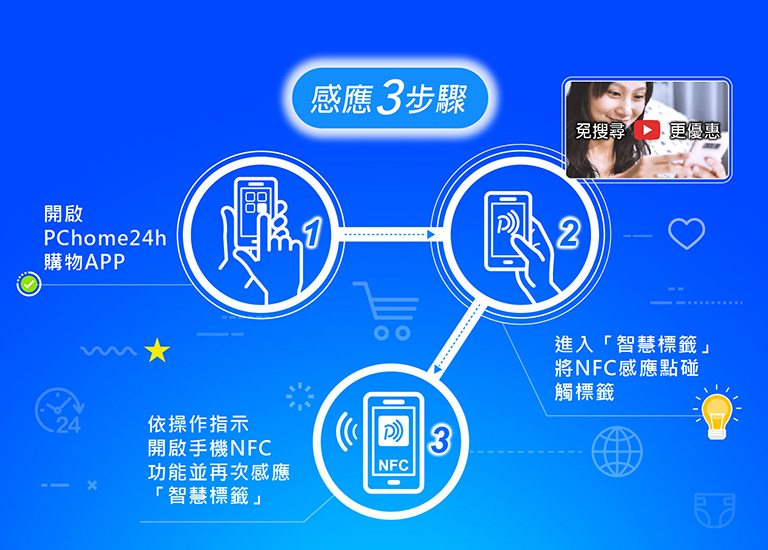 感應3步驟
免搜尋 更優惠
開啟
PChome24h
購物APP
1
2
進入「智慧標籤」
將NFC感應點碰
觸標籤
依操作指示
開啟手機NFC
功能並再次感應
「智慧標籤」
3
NFC
24